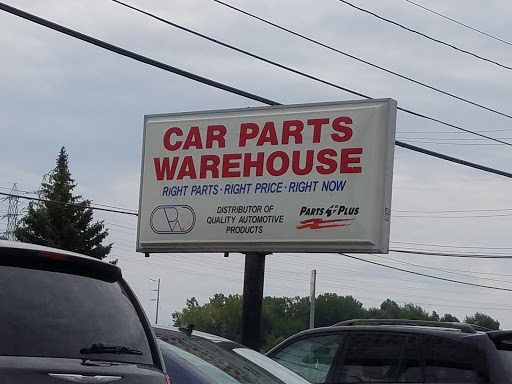 CAR PARTS
WAREHOUSE
RIGHT PARTS · RIGHT PRICE · RIGHT NOW
DISTRIBUTOR OF
QUALITY AUTOMOTIVE
PRODUCTS
PARTS PLUS